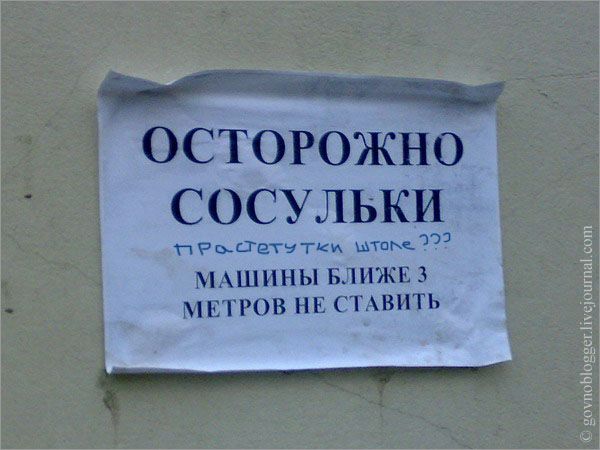 ОСТОРОЖНО
СОСУЛЬКИ
прастетутки штоле???
МАШИНЫ БЛИЖЕ 3
МЕТРОВ НЕ СТАВИТЬ
© govnoblogger.livejournal.com